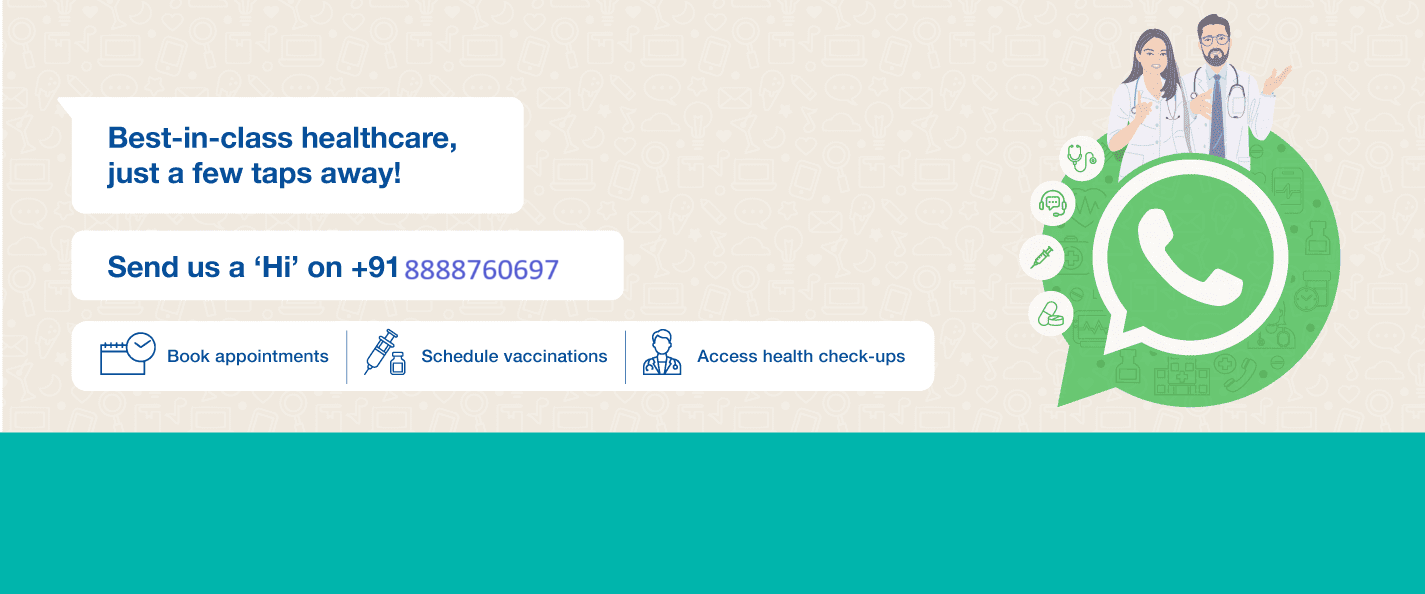 Best-in-class healthcare,
just a few taps away!
Send us a ‘Hi’ on +91 8888760697
Book appointments
Schedule vaccinations
Access health check-ups